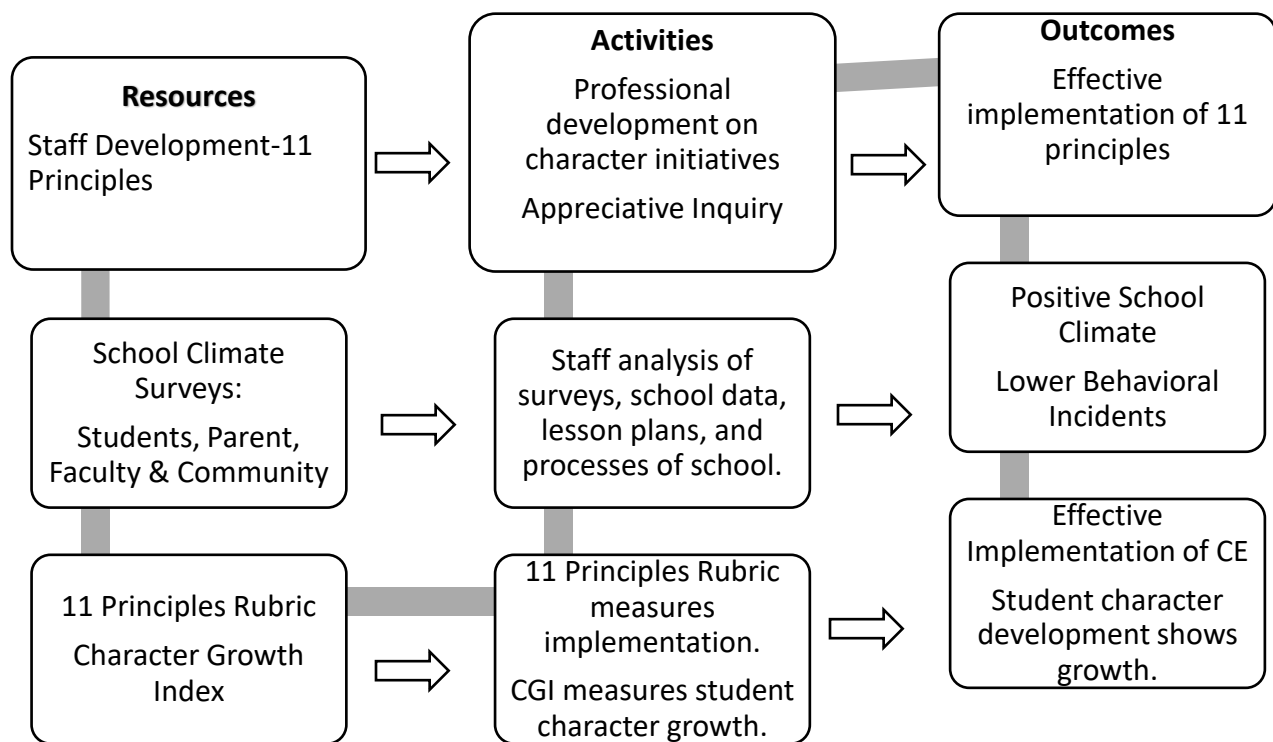 Resources
Staff Development-11
Principles
Activities
Professional
development on
character initiatives
Appreciative Inquiry
Outcomes
Effective
implementation of 11
principles
School Climate
Surveys:
Students, Parent,
Faculty & Community
Staff analysis of
surveys, school data,
lesson plans, and
processes of school.
Positive School
Climate
Lower Behavioral
Incidents
11 Principles Rubric
Character Growth
Index
11 Principles Rubric
measures
implementation.
CGI measures student
character growth.
Effective
Implementation of CE
Student character
development shows
growth.